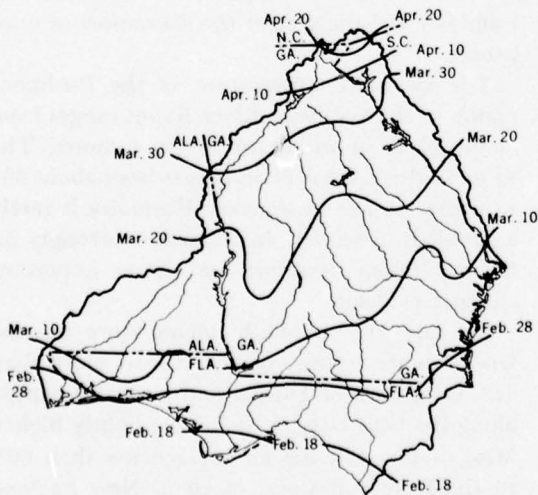 Apr. 20
Apr. 20
N.C.
GA.
S.C.
Apr. 10
Apr. 10
Mar. 30
Mar. 20
ALA.
GA.
Mar. 30
Mar. 20
Mar. 10
Mar. 10
Feb. 28
ALA.
FLA.
GA.
GA.
FLA.
Feb.
28
Feb. 18
Feb. 18
Feb. 18